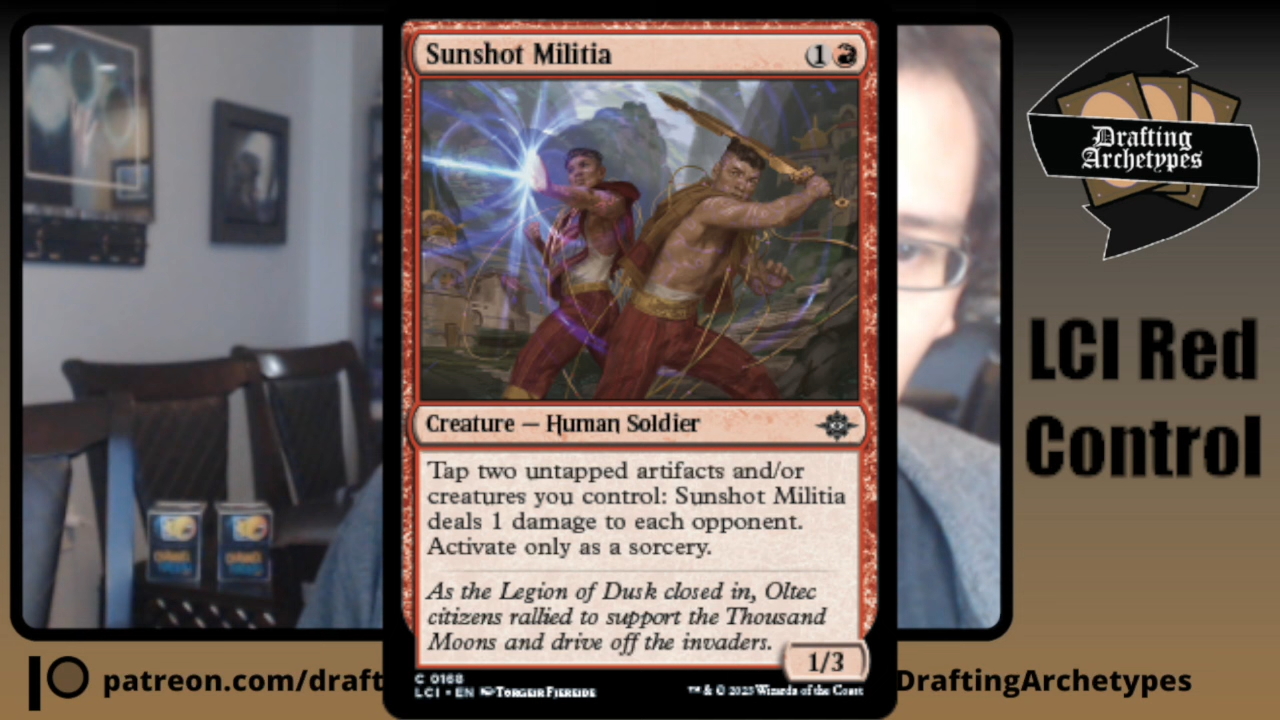 Sunshot Militia
1
Creature — Human Soldier
Tap two untapped artifacts and/or
creatures you control: Sunshot Militia
deals 1 damage to each opponent.
Activate only as a sorcery.
As the Legion of Dusk closed in, Oltec
citizens rallied to support the Thousand
Moons and drive off the invaders.
1/3
C 0168
LCI • EN Torgeir Fjereide
™ & © 2023 Wizards of the Coast
Drafting
Archetypes
LCI Red
Control
patreon.com/draft
DraftingArchetypes